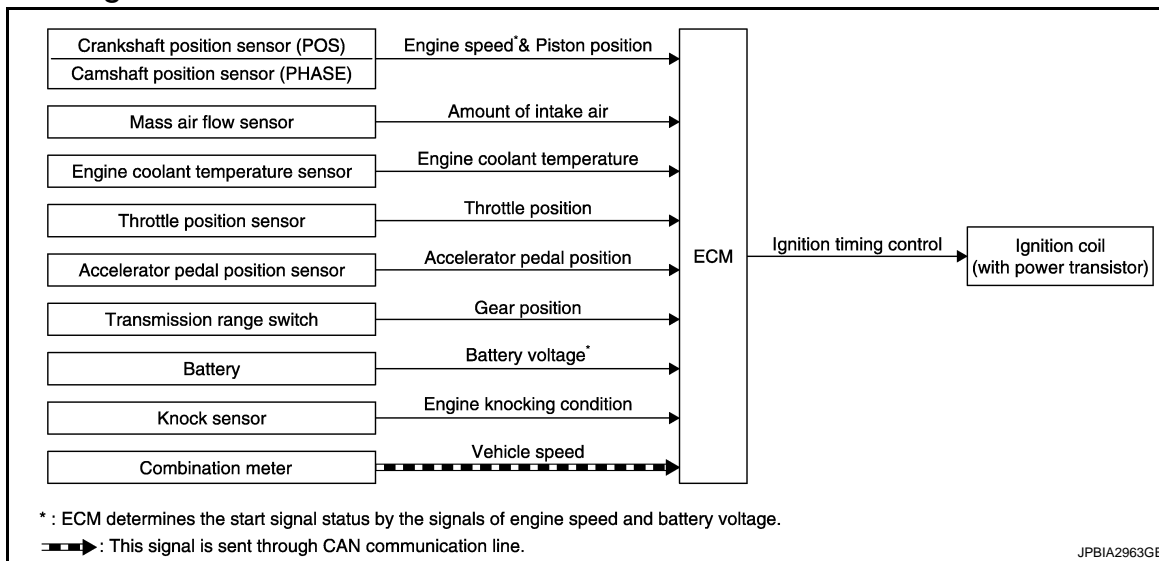 Crankshaft position sensor (POS)
Camshaft position sensor (PHASE)
Engine speed*& Piston position
Mass air flow sensor
Amount of intake air
Engine coolant temperature sensor
Engine coolant temperature
Throttle position sensor
Throttle position
Accelerator pedal position sensor
Accelerator pedal position
Transmission range switch
Gear position
Battery
Battery voltage*
Knock sensor
Engine knocking condition
Combination meter
Vehicle speed
ECM
Ignition timing control
Ignition coil
(with power transistor)
* : ECM determines the start signal status by the signals of engine speed and battery voltage.
: This signal is sent through CAN communication line.